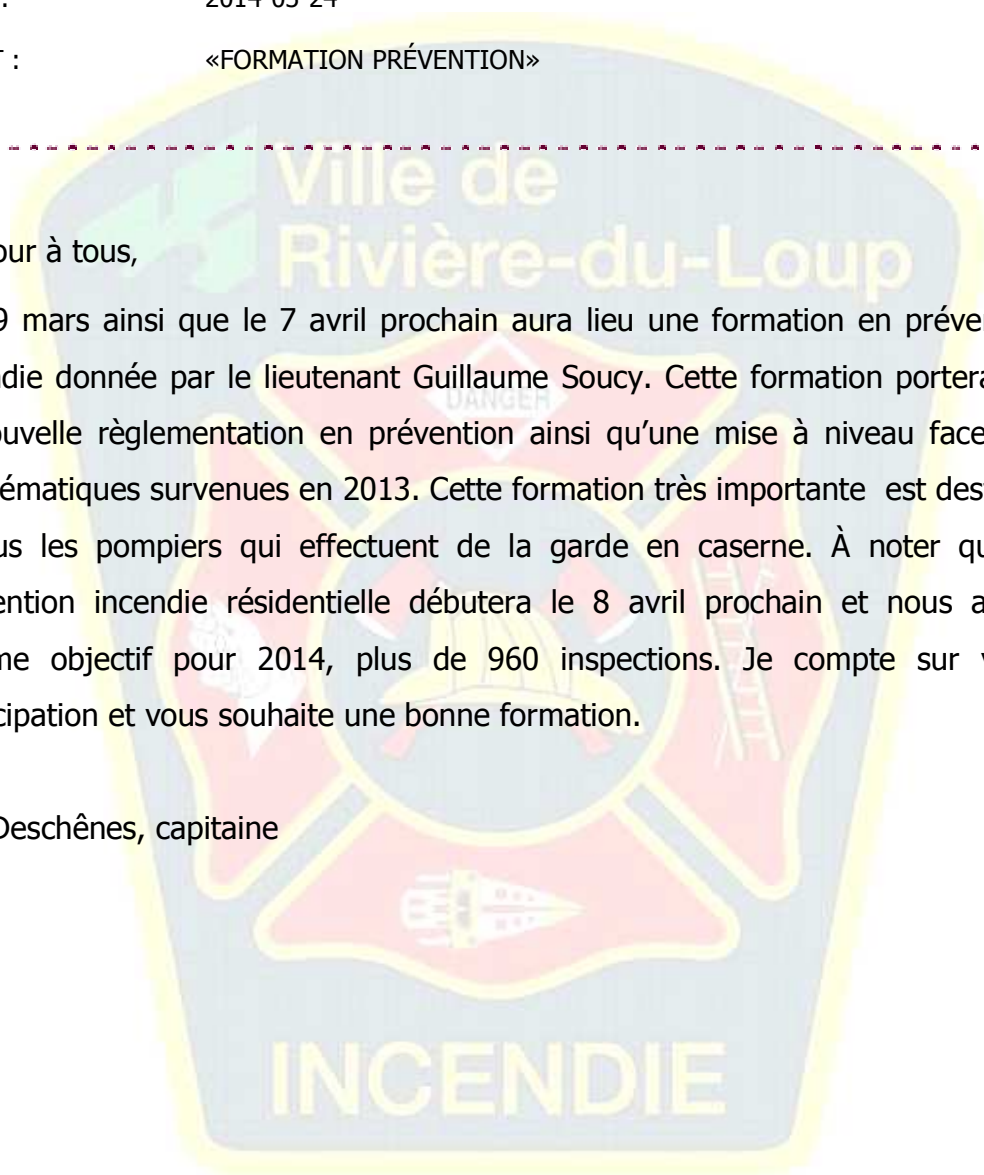 : 2014-03-24
T : «FORMATION PRÉVENTION»
Ville de
Rivière-du-Loup
our à tous,
9 mars ainsi que le 7 avril prochain aura lieu une formation en préven
ndie donnée par le lieutenant Guillaume Soucy. Cette formation portera
DANGER
ouvelle règlementation en prévention ainsi qu’une mise à niveau face
ématiques survenues en 2013. Cette formation très importante est dest
us les pompiers qui effectuent de la garde en caserne. À noter qu
ention incendie résidentielle débutera le 8 avril prochain et nous a
me objectif pour 2014, plus de 960 inspections. Je compte sur v
cipation et vous souhaite une bonne formation.
Deschênes, capitaine
INCENDIE